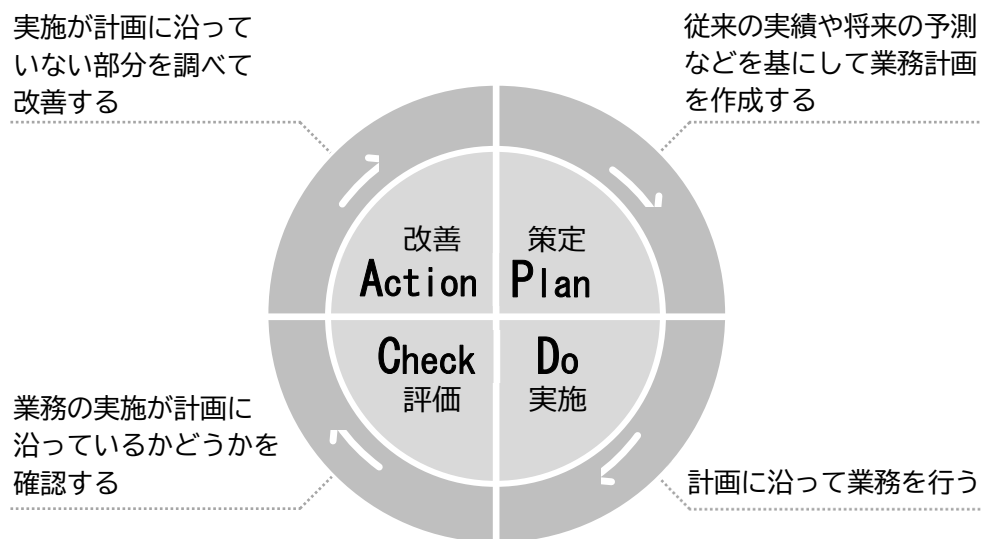 実施が計画に沿って
いない部分を調べて
改善する
従来の実績や将来の予測
などを基にして業務計画
を作成する
改善
Action
策定
Plan
Check
評価
Do
実施
業務の実施が計画に
沿っているかどうかを
確認する
計画に沿って業務を行う